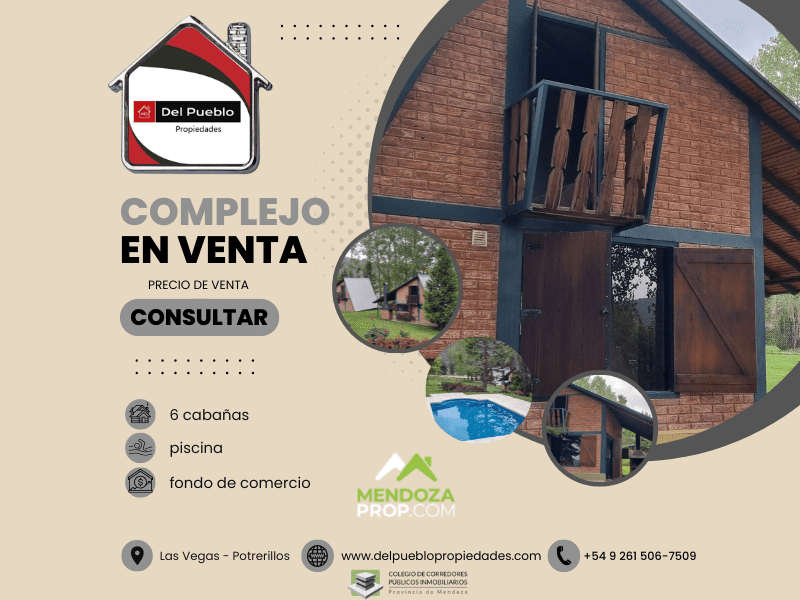 Del Pueblo
Propiedades
COMPLEJO
EN VENTA
PRECIO DE VENTA
CONSULTAR
6 cabañas
piscina
fondo de comercio
MENDOZA
PROP.COM
Las Vegas - Potrerillos
www.delpueblopropiedades.com
+54 9 261 506-7509
COLEGIO DE CORREDORES
PÚBLICOS INMOBILIARIOS
Provincia de Mendoza